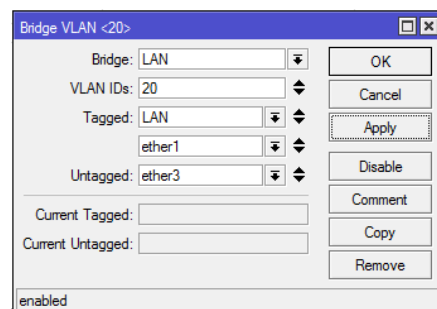 Bridge VLAN <20>
Bridge: LAN
OK
VLAN IDs: 20
Cancel
Tagged: LAN
Apply
ether1
Untagged: ether3
Disable
Comment
Current Tagged:
Copy
Current Untagged:
Remove
enabled